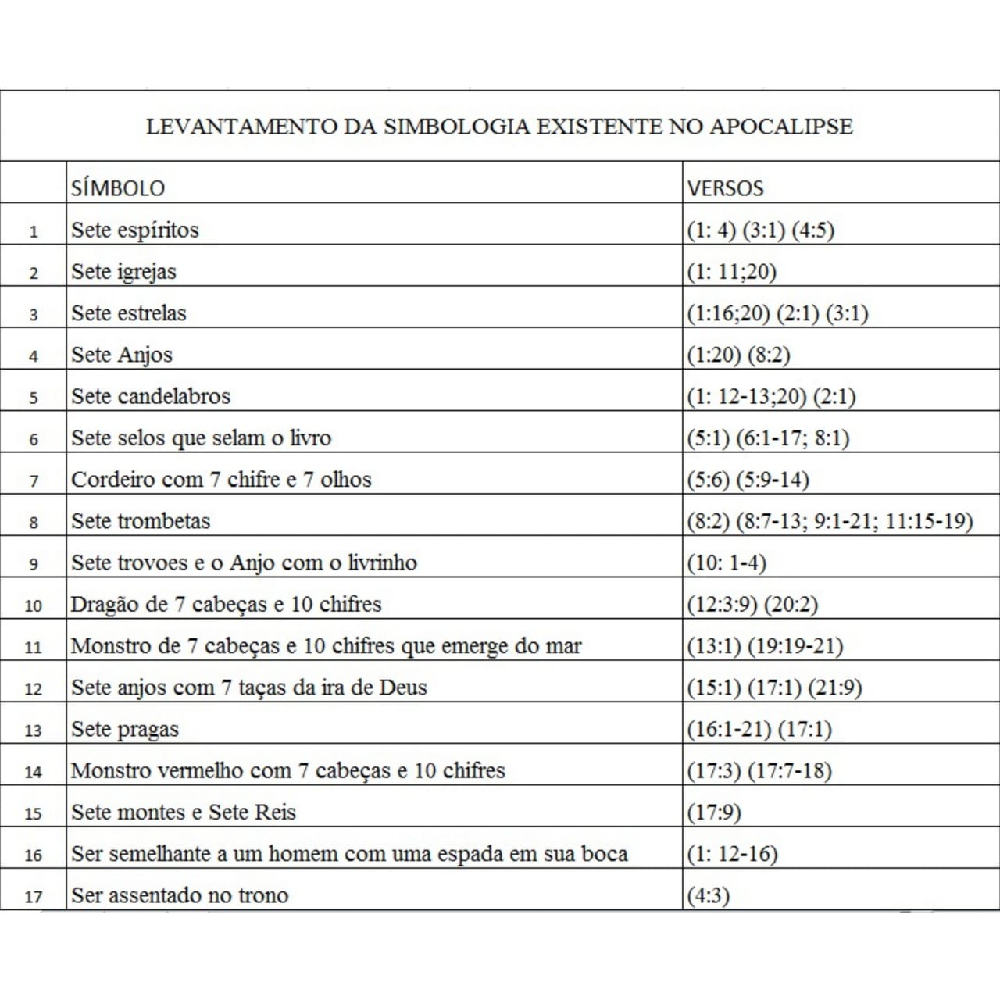 LEVANTAMENTO DA SIMBOLOGIA EXISTENTE NO APOCALIPSE
SÍMBOLO VERSOS
1 Sete espíritos (1: 4) (3:1) (4:5)
2 Sete igrejas (1: 11;20)
3 Sete estrelas (1:16;20) (2:1) (3:1)
4 Sete Anjos (1:20) (8:2)
5 Sete candelabros (1: 12-13;20) (2:1)
6 Sete selos que selam o livro (5:1) (6:1-17; 8:1)
7 Cordeiro com 7 chifre e 7 olhos (5:6) (5:9-14)
8 Sete trombetas (8:2) (8:7-13; 9:1-21; 11:15-19)
9 Sete trovoes e o Anjo com o livrinho (10: 1-4)
10 Dragão de 7 cabeças e 10 chifres (12:3:9) (20:2)
11 Monstro de 7 cabeças e 10 chifres que emerge do mar (13:1) (19:19-21)
12 Sete anjos com 7 taças da ira de Deus (15:1) (17:1) (21:9)
13 Sete pragas (16:1-21) (17:1)
14 Monstro vermelho com 7 cabeças e 10 chifres (17:3) (17:7-18)
15 Sete montes e Sete Reis (17:9)
16 Ser semelhante a um homem com uma espada em sua boca (1: 12-16)
17 Ser assentado no trono (4:3)